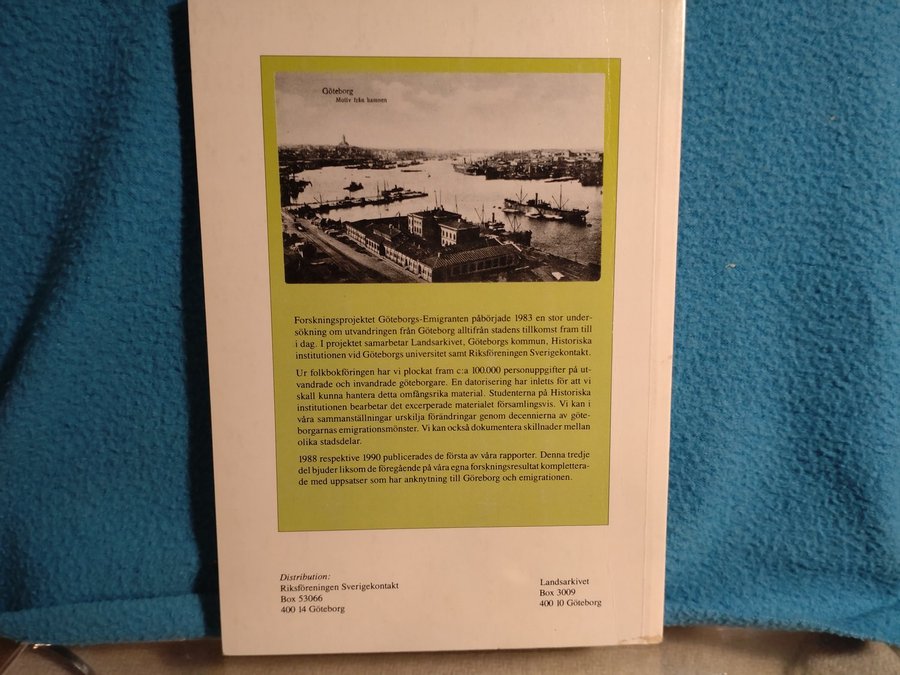 Göteborg
Motiv från hamnen
Forskningsprojektet Göteborgs-Emigranten påbörjade 1983 en stor under-
sökning om utvandringen från Göteborg alltifrån stadens tillkomst fram till
i dag. I projektet samarbetar Landsarkivet, Göteborgs kommun, Historiska
institutionen vid Göteborgs universitet samt Riksföreningen Sverigekontakt.
Ur folkbokföringen har vi plockat fram c:a 100.000 personuppgifter på ut-
vandrade och invandrade göteborgare. En datorisering har inletts för att vi
skall kunna hantera detta omfångsrika material. Studenterna på Historiska
institutionen bearbetar det excerperade materialet församlingsvis. Vi kan i
våra sammanställningar urskilja förändringar genom decennierna av göte-
borgarnas emigrationsmönster. Vi kan också dokumentera skillnader mellan
olika stadsdelar.
1988 respektive 1990 publicerades de första av våra rapporter. Denna tredje
del bjuder liksom de föregående på våra egna forskningsresultat komplettera-
de med uppsatser som har anknytning till Göreborg och emigrationen.
Distribution:
Riksföreningen Sverigekontakt
Box 53066
400 14 Göteborg
Landsarkivet
Box 3009
400 10 Göteborg